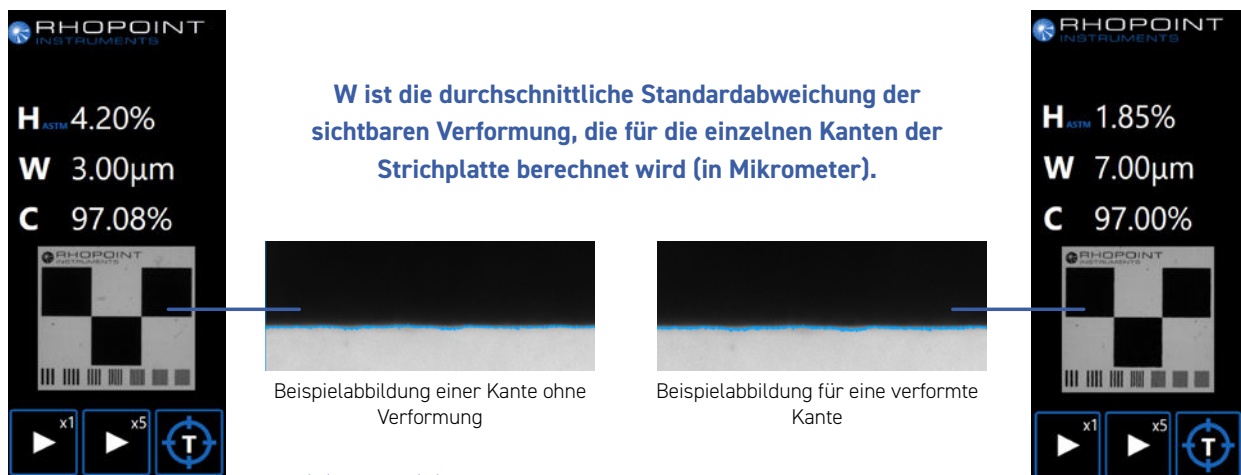 RHOPOINT
INSTRUMENTS
H ASTM 4.20%
W 3.00µm
C 97.08%
RHOPOINT
INSTRUMENTS
x1
x5
T
W ist die durchschnittliche Standardabweichung der
sichtbaren Verformung, die für die einzelnen Kanten der
Strichplatte berechnet wird (in Mikrometer).
Beispielabbildung einer Kante ohne
Verformung
Beispielabbildung für eine verformte
Kante
RHOPOINT
INSTRUMENTS
H ASTM 1.85%
W 7.00µm
C 97.00%
RHOPOINT
INSTRUMENTS
x1
x5
T